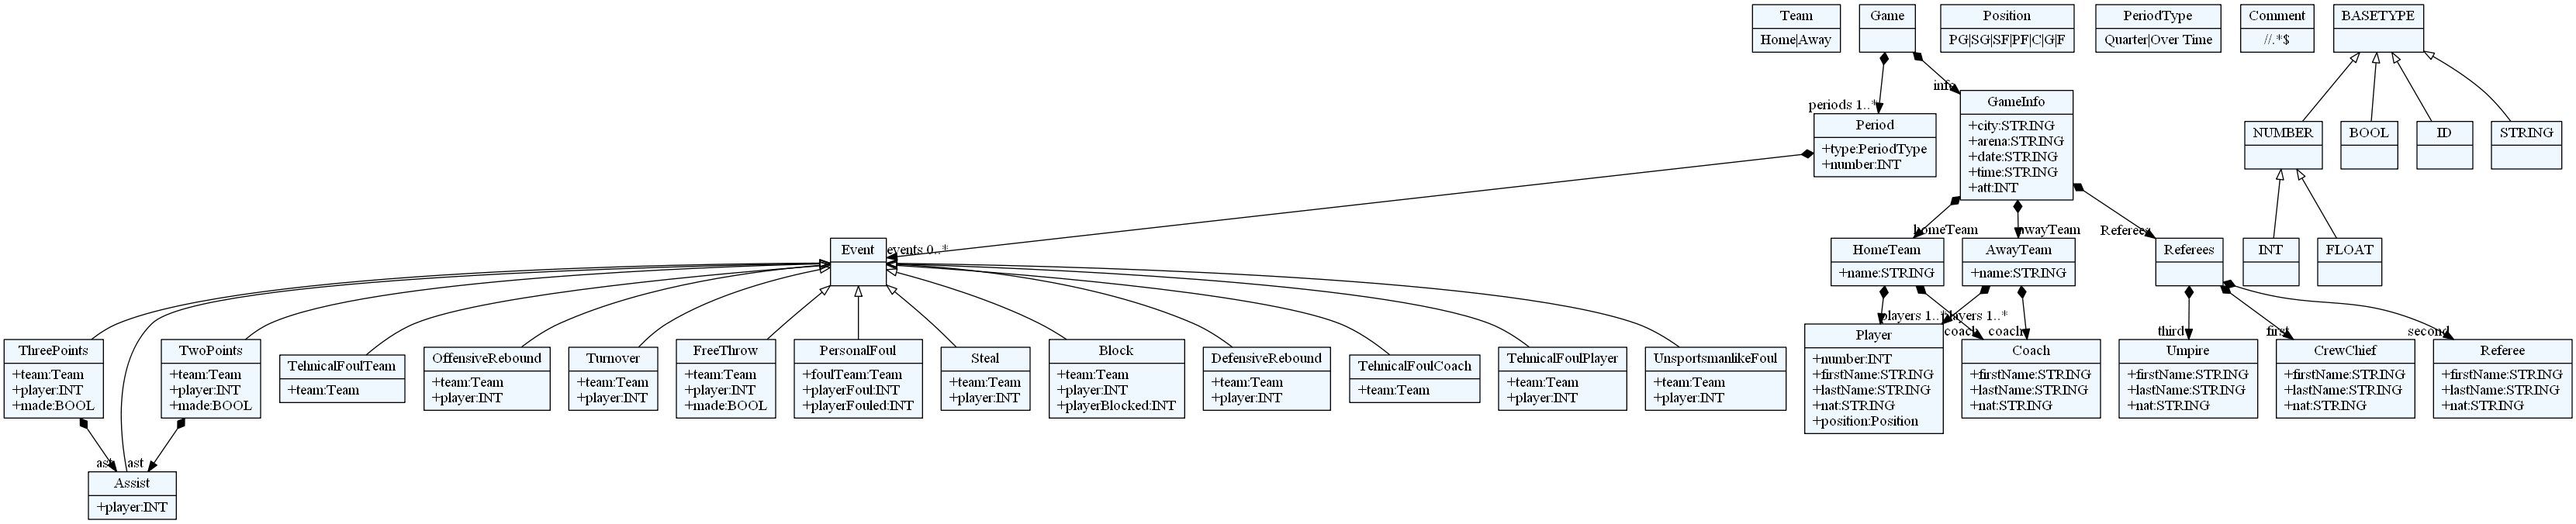 Team
Home|Away
Game
Position
PG|SG|SF|PF|C|G|F
PeriodType
Quarter|Over Time
Comment
//.*$
BASETYPE
info
periods 1..*
Period
+type:PeriodType
+number:INT
GameInfo
+city:STRING
+arena:STRING
+date:STRING
+time:STRING
+att:INT
NUMBER
BOOL
ID
STRING
homeTeam
awayTeam
Referees
Event
events 0..*
HomeTeam
+name:STRING
AwayTeam
+name:STRING
Referees
INT
FLOAT
players 1..*
players 1..*
coach
coach
third
first
second
ThreePoints
+team:Team
+player:INT
+made:BOOL
TwoPoints
+team:Team
+player:INT
+made:BOOL
TehnicalFoulTeam
+team:Team
OffensiveRebound
+team:Team
+player:INT
Turnover
+team:Team
+player:INT
FreeThrow
+team:Team
+player:INT
+made:BOOL
PersonalFoul
+foulTeam:Team
+playerFoul:INT
+playerFouled:INT
Steal
+team:Team
+player:INT
Block
+team:Team
+player:INT
+playerBlocked:INT
DefensiveRebound
+team:Team
+player:INT
TehnicalFoulCoach
+team:Team
TehnicalFoulPlayer
+team:Team
+player:INT
UnsportsmanlikeFoul
+team:Team
+player:INT
Player
+number:INT
+firstName:STRING
+lastName:STRING
+nat:STRING
+position:Position
Coach
+firstName:STRING
+lastName:STRING
+nat:STRING
Umpire
+firstName:STRING
+lastName:STRING
+nat:STRING
CrewChief
+firstName:STRING
+lastName:STRING
+nat:STRING
Referee
+firstName:STRING
+lastName:STRING
+nat:STRING
ast
ast
Assist
+player:INT